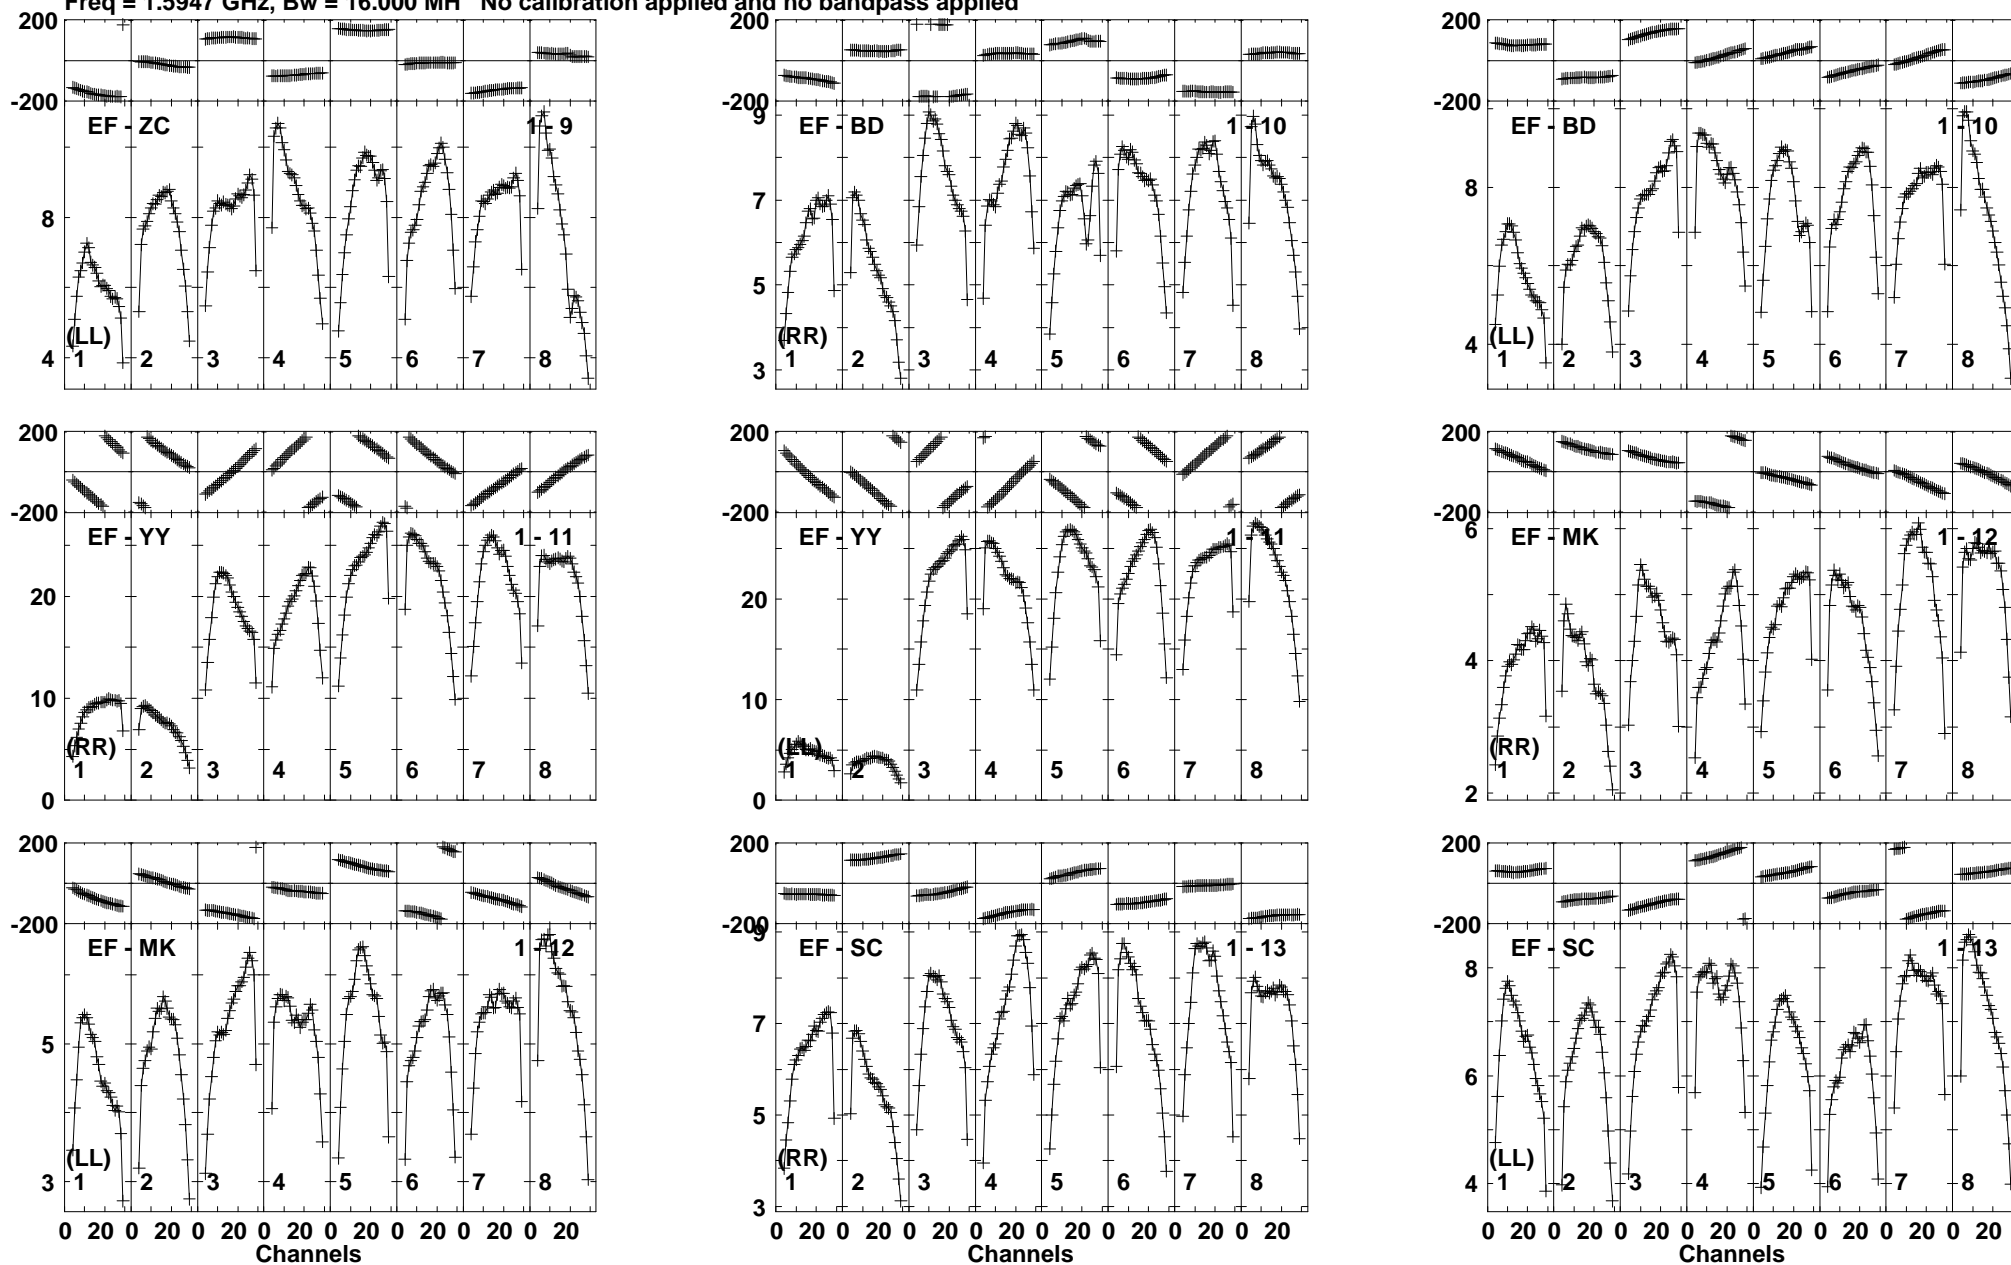 Freq = 1.5947 GHz, Bw = 16.000 MH No calibration applied and no bandpass applied
200 200 200
-200 -200 -200
EF - ZC 1 - 9 9 EF - BD 1 - 10 EF - BD 1 - 10
8 7 8
5
(LL) (RR) (LL)
4 1 2 3 4 5 6 7 8 3 1 2 3 4 5 6 7 8 4 1 2 3 4 5 6 7 8
200 200 200
-200 -200 -200
EF - YY 1 - 11 EF - YY 1 - 11 6 EF - MK 1 - 12
20 20
4
10 10
(RR) (LL) (RR)
1 2 3 4 5 6 7 8 1 2 3 4 5 6 7 8 1 2 3 4 5 6 7 8
0 0 2
200 200 200
-200 -200 -200
EF - MK 1 - 12 9 EF - SC 1 - 13 EF - SC 1 - 13
8
5 7
6
5
(LL) (RR) (LL)
3 1 2 3 4 5 6 7 8 1 2 3 4 5 6 7 8 4 1 2 3 4 5 6 7 8
3
0 20 0 20 0 20 0 20 0 20 0 20 0 20 0 20 0 20 0 20 0 20 0 20 0 20 0 20 0 20 0 20 0 20 0 20 0 20 0 20 0 20 0 20 0 20 0 20
Channels Channels Channels